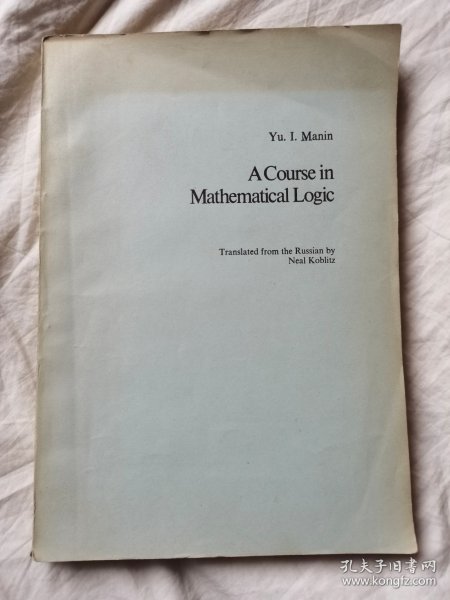 Yu. I. Manin
A Course in
Mathematical Logic
Translated from the Russian by
Neal Koblitz
孔夫子旧书网
www.kongfz.com